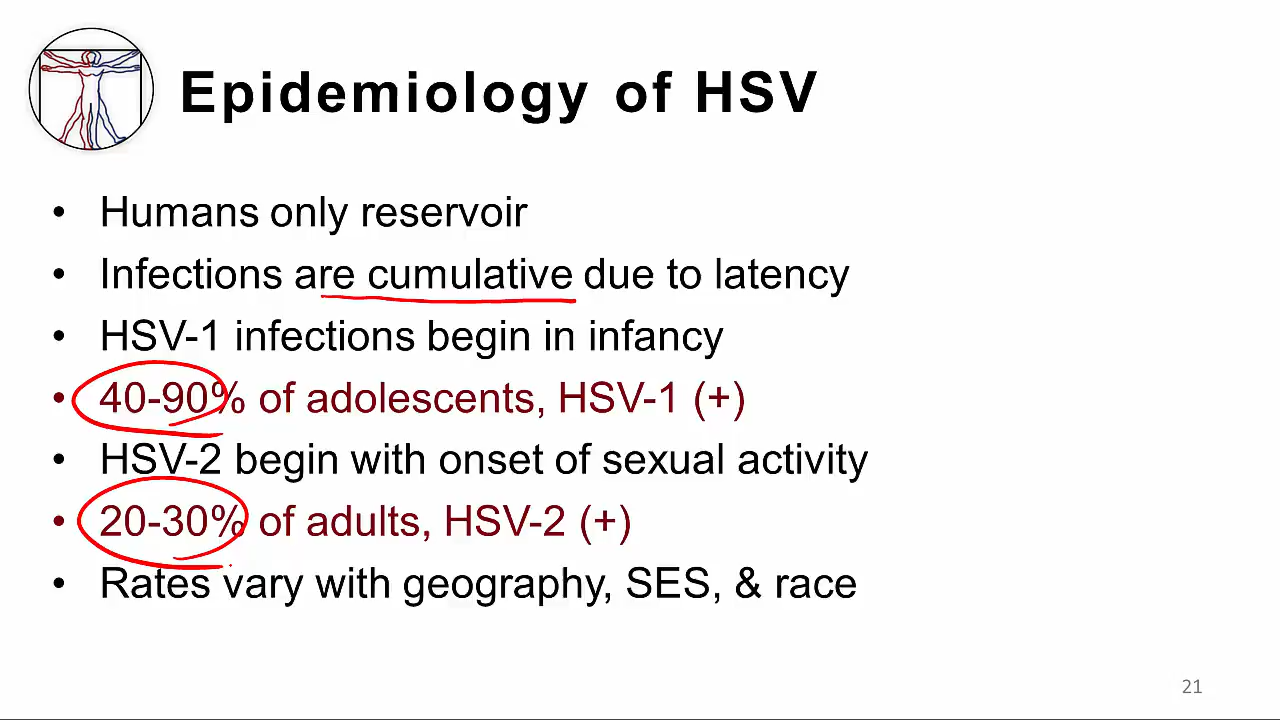 Epidemiology of HSV
• Humans only reservoir
• Infections are cumulative due to latency
• HSV-1 infections begin in infancy
• 40-90% of adolescents, HSV-1 (+)
• HSV-2 begin with onset of sexual activity
• 20-30% of adults, HSV-2 (+)
• Rates vary with geography, SES, & race
21